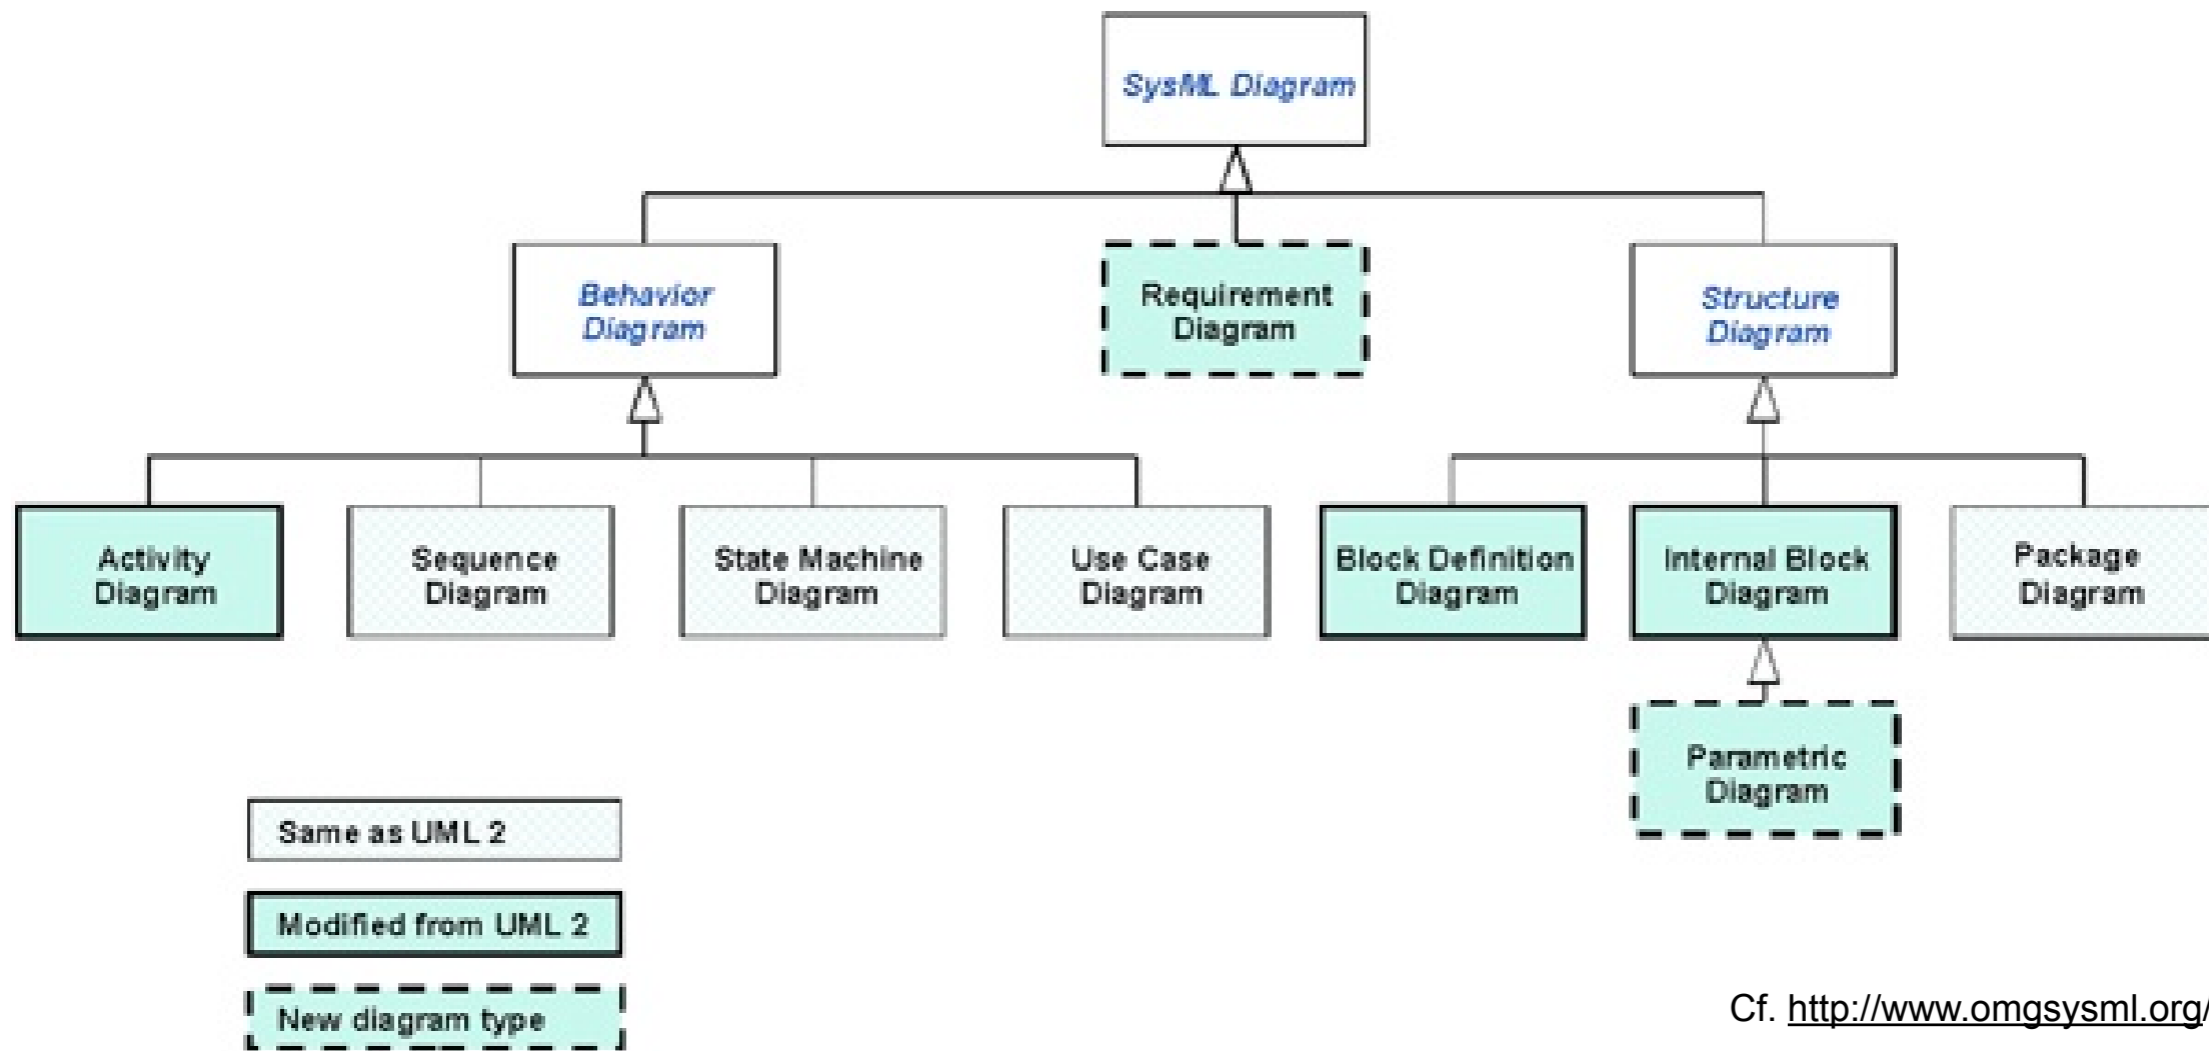 SysML Diagram
Behavior
Diagram
Requirement
Diagram
Structure
Diagram
Activity
Diagram
Sequence
Diagram
State Machine
Diagram
Use Case
Diagram
Block Definition
Diagram
Internal Block
Diagram
Package
Diagram
Parametric
Diagram
Same as UML 2
Modified from UML 2
New diagram type
Cf. http://www.omgsysml.org/